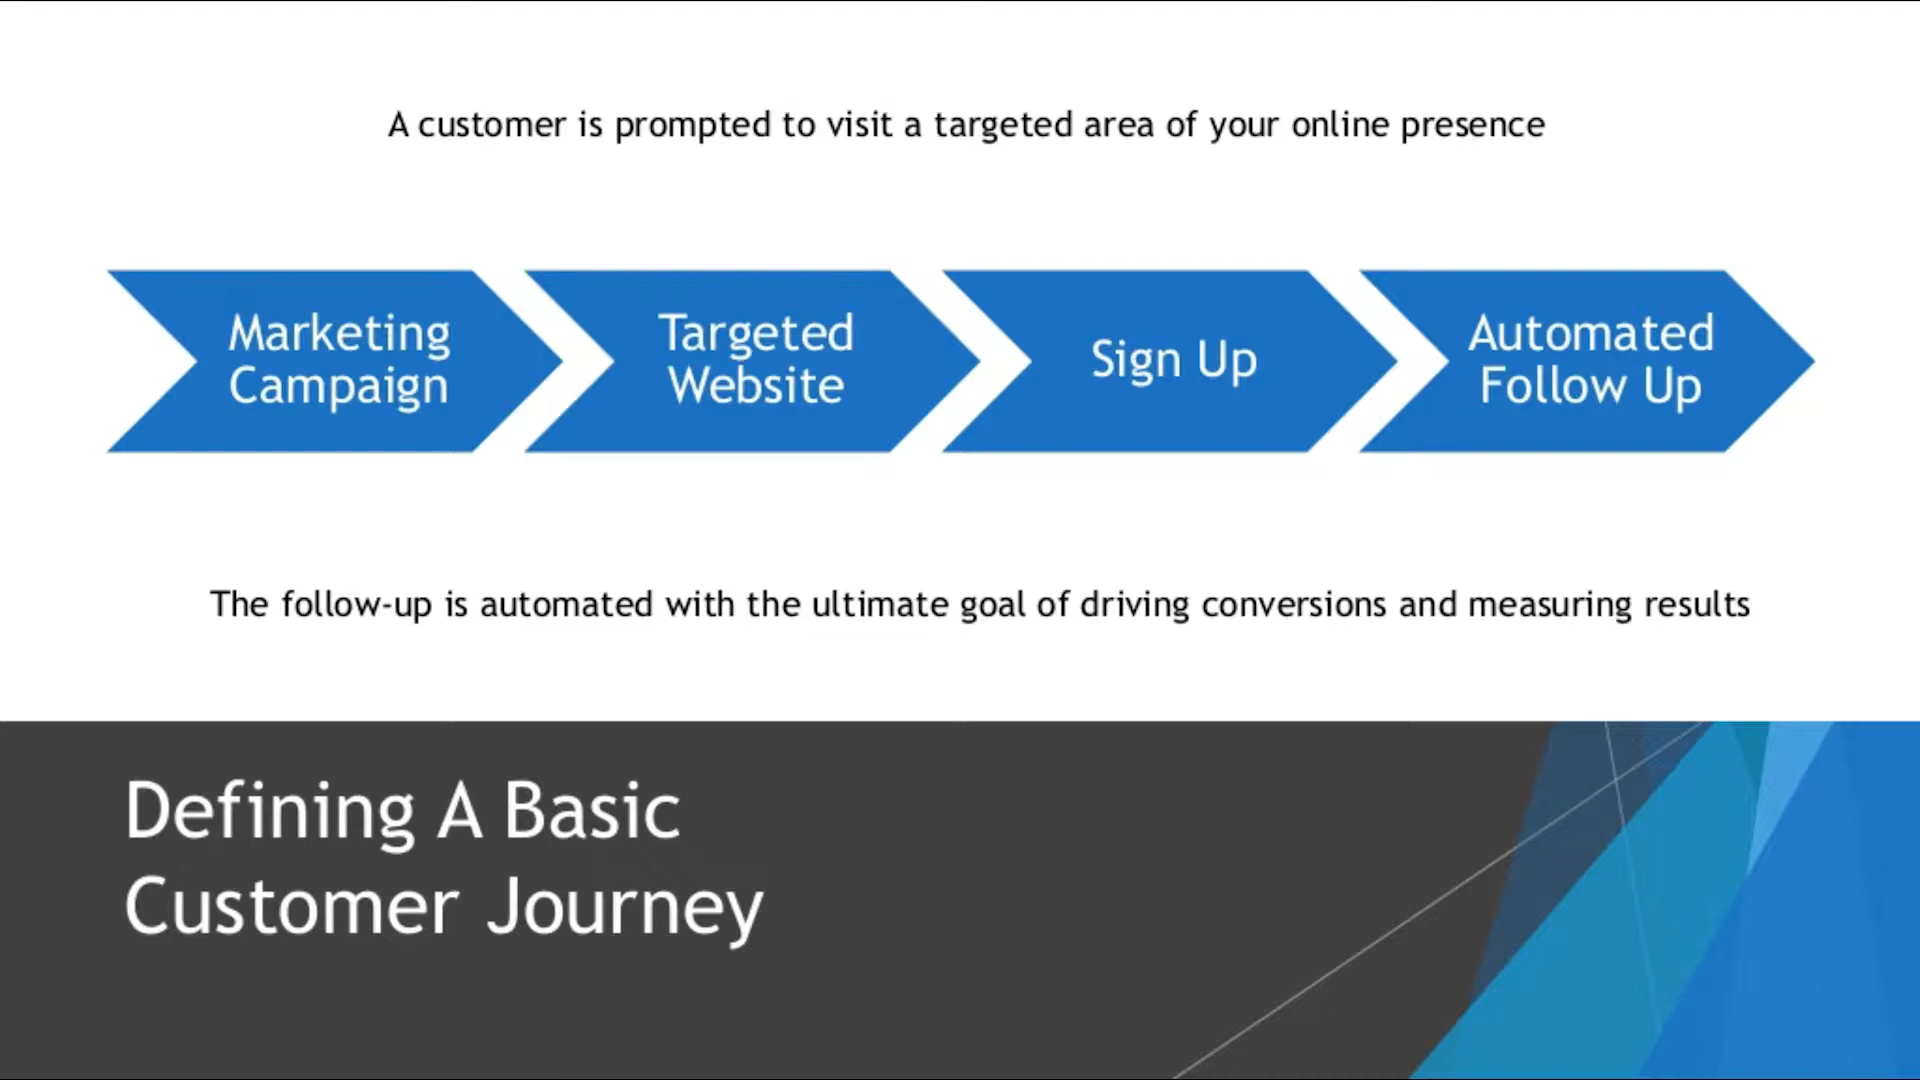 A customer is prompted to visit a targeted area of your online presence
Marketing
Campaign
Targeted
Website
Sign Up
Automated
Follow Up
The follow-up is automated with the ultimate goal of driving conversions and measuring results
Defining A Basic
Customer Journey